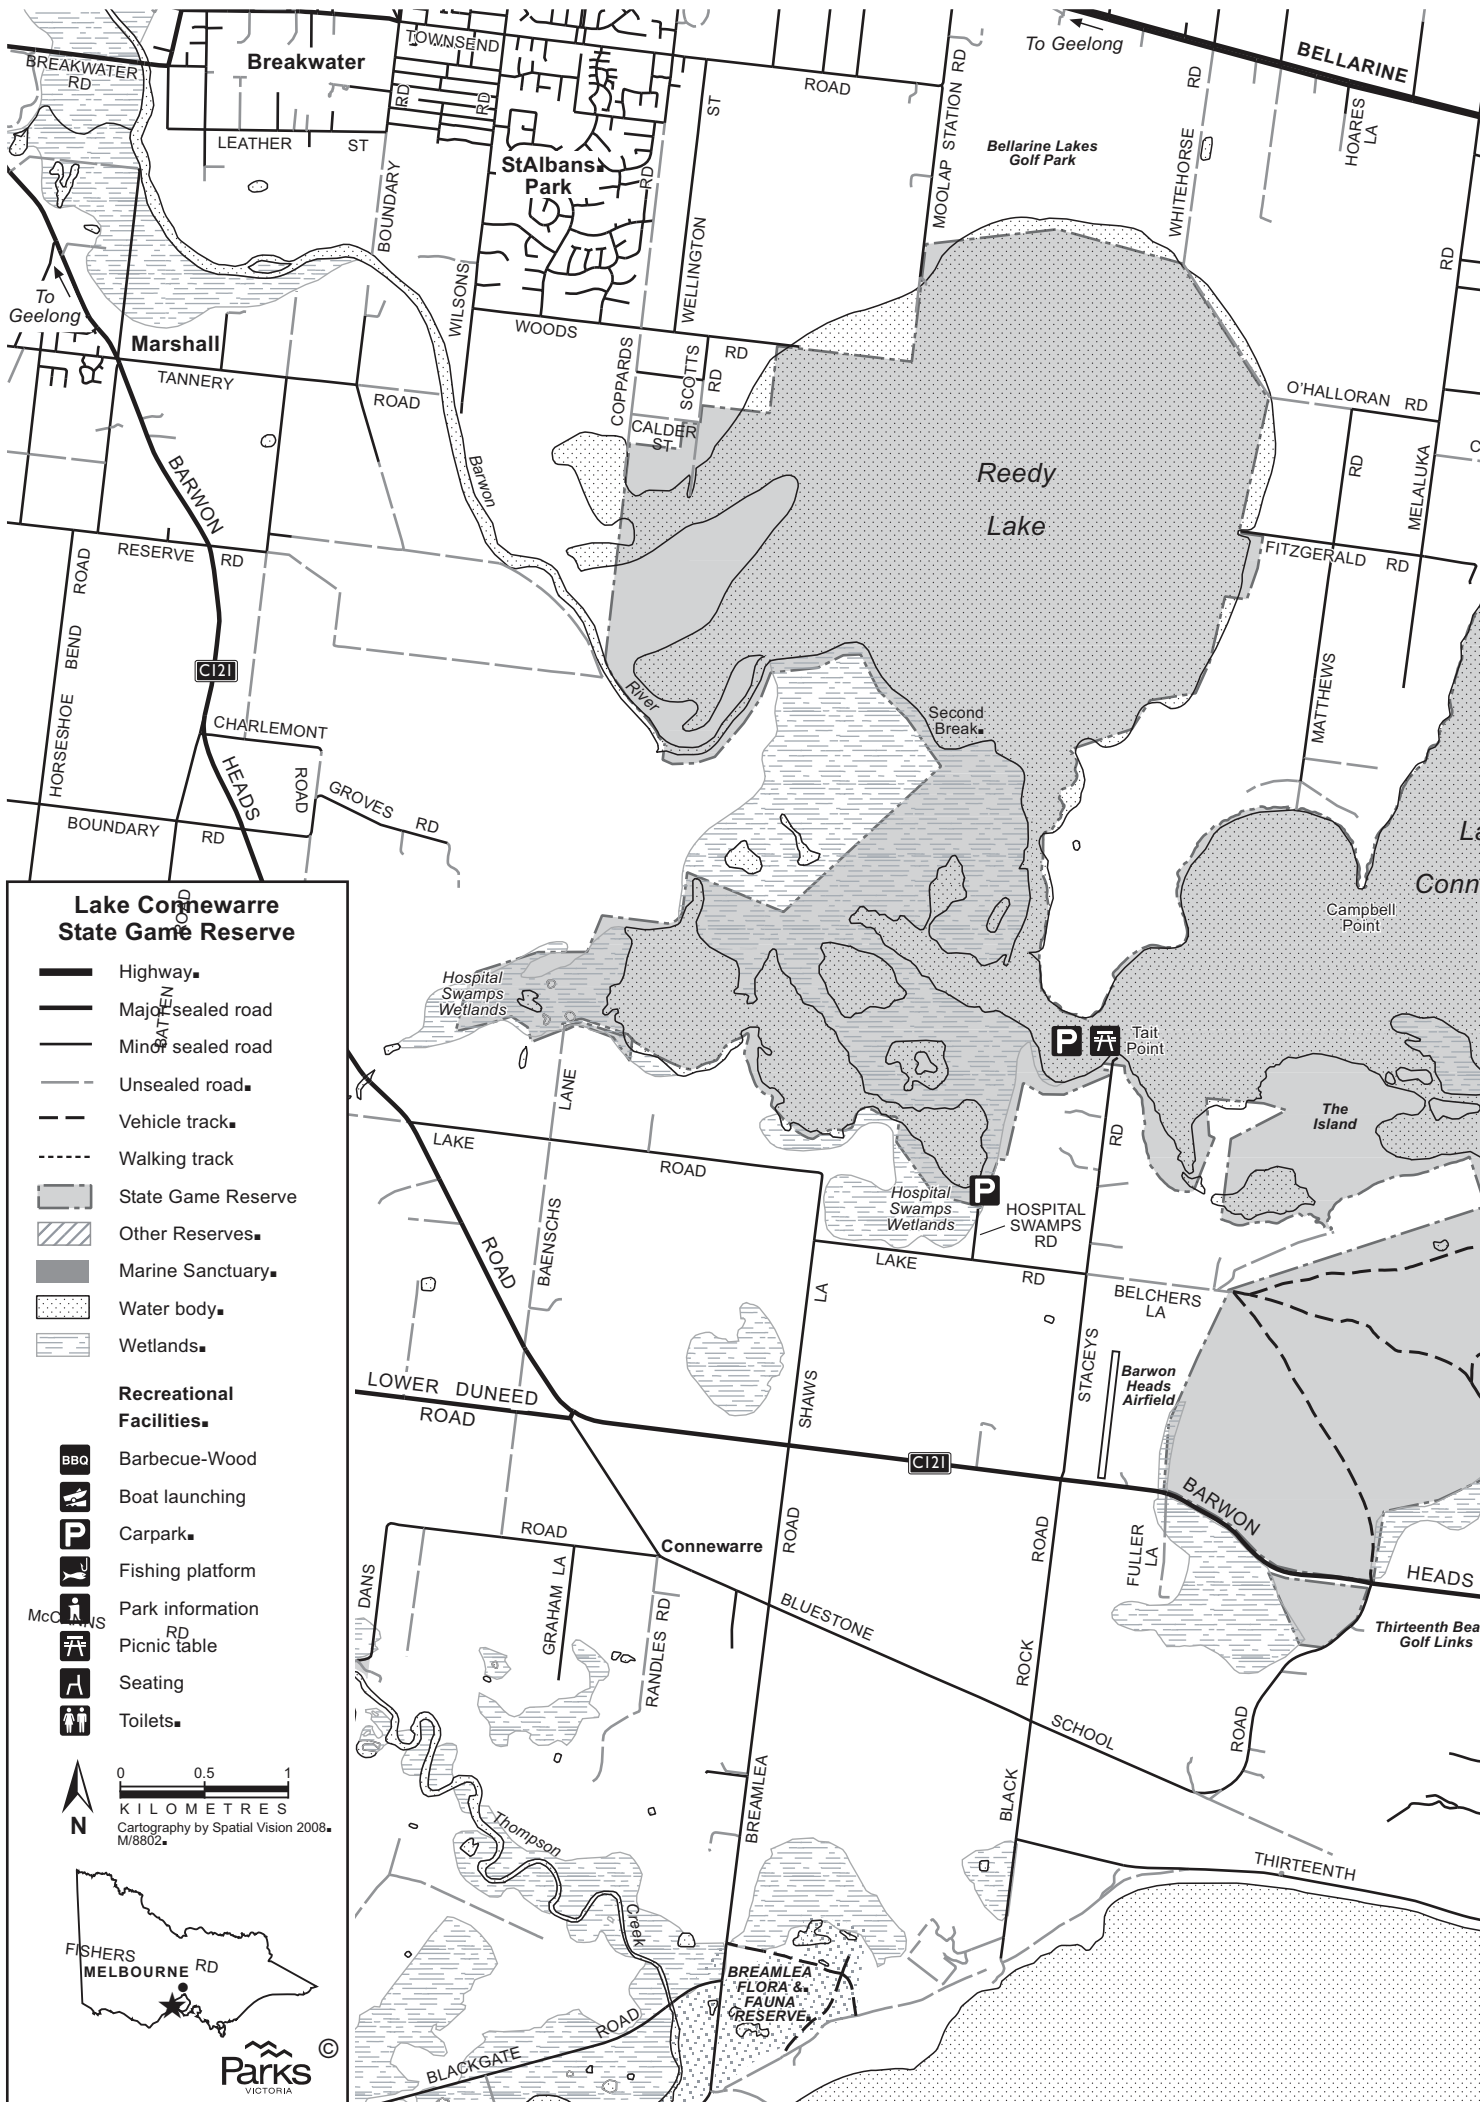 To Geelong
BELLARINE
TOWNSEND
ROAD
Breakwater
BREAKWATER
RD
RD
RD
LEATHER
ST
StAlbans
Park
RD
ST
MOOLAP STATION RD
Bellarine Lakes
Golf Park
WHITEHORSE
RD
HOARES
LA
RD
BOUNDARY
WILSONS
WELLINGTON
To
Geelong
Marshall
TANNERY
ROAD
WOODS
RD
COPPARDS
SCOTTS
RD
CALDER
ST
O'HALLORAN RD
RD
MELALUKA
C
Reedy
Lake
Barwon
River
BARWON
RESERVE RD
ROAD
BEND
HORSESHOE
C121
FITZGERALD RD
MATTHEWS
Second
Break
CHARLEMONT
ROAD
HEADS
GROVES RD
BOUNDARY
RD
La
Conn
Campbell
Point
Lake Connewarre
State Game Reserve
ROAD
BATTEN
Highway
Major sealed road
Minor sealed road
Unsealed road
Vehicle track
Walking track
State Game Reserve
Other Reserves
Marine Sanctuary
Water body
Wetlands
Recreational
Facilities
BBQ Barbecue-Wood
Boat launching
P Carpark
Fishing platform
Park information
McCANNS
RD
Picnic table
Seating
Toilets
N
0 0.5 1
KILOMETRES
Cartography by Spatial Vision 2008
M/8802
FISHERS
RD
MELBOURNE
Parks
VICTORIA
©
Hospital
Swamps
Wetlands
P
Tait
Point
LANE
LAKE
ROAD
RD
The
Island
Hospital
Swamps
Wetlands
P
HOSPITAL
SWAMPS
RD
LAKE
RD
BELCHERS
LA
ROAD
BAENSCHS
LA
SHAWS
STACEYS
Barwon
Heads
Airfield
LOWER DUNEED
ROAD
C121
BARWON
HEADS
ROAD
Connewarre
ROAD
ROAD
FULLER
LA
DANS
GRAHAM LA
RANDLES RD
BLUESTONE
ROCK
Thirteenth Bea
Golf Links
SCHOOL
ROAD
BREAMLEA
BLACK
Thompson
Creek
THIRTEENTH
BREAMLEA
FLORA &
FAUNA
RESERVE
ROAD
BLACKGATE